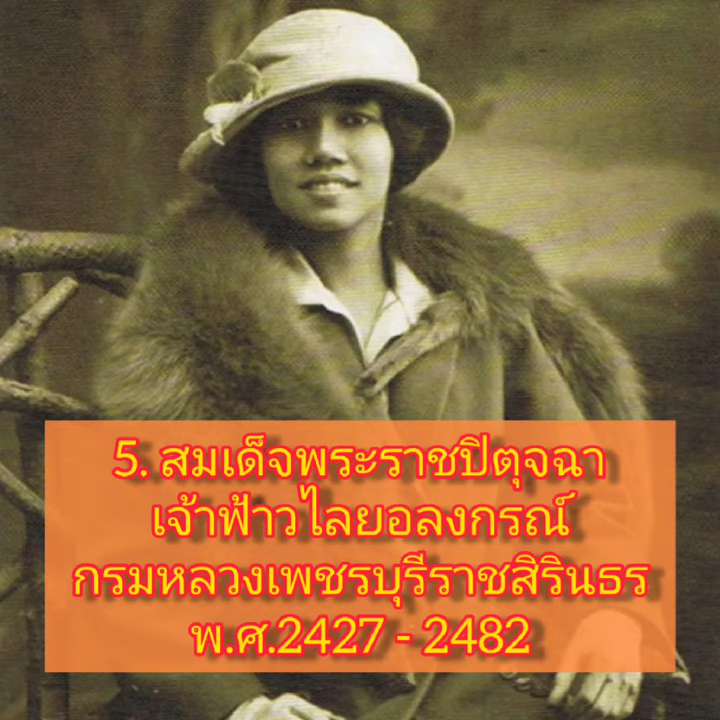 5. สมเด็จพระราชปิตุจฉา
เจ้าฟ้าวไลยอลงกรณ์
กรมหลวงเพชรบุรีราชสิรินธร
พ.ศ.2427 - 2482